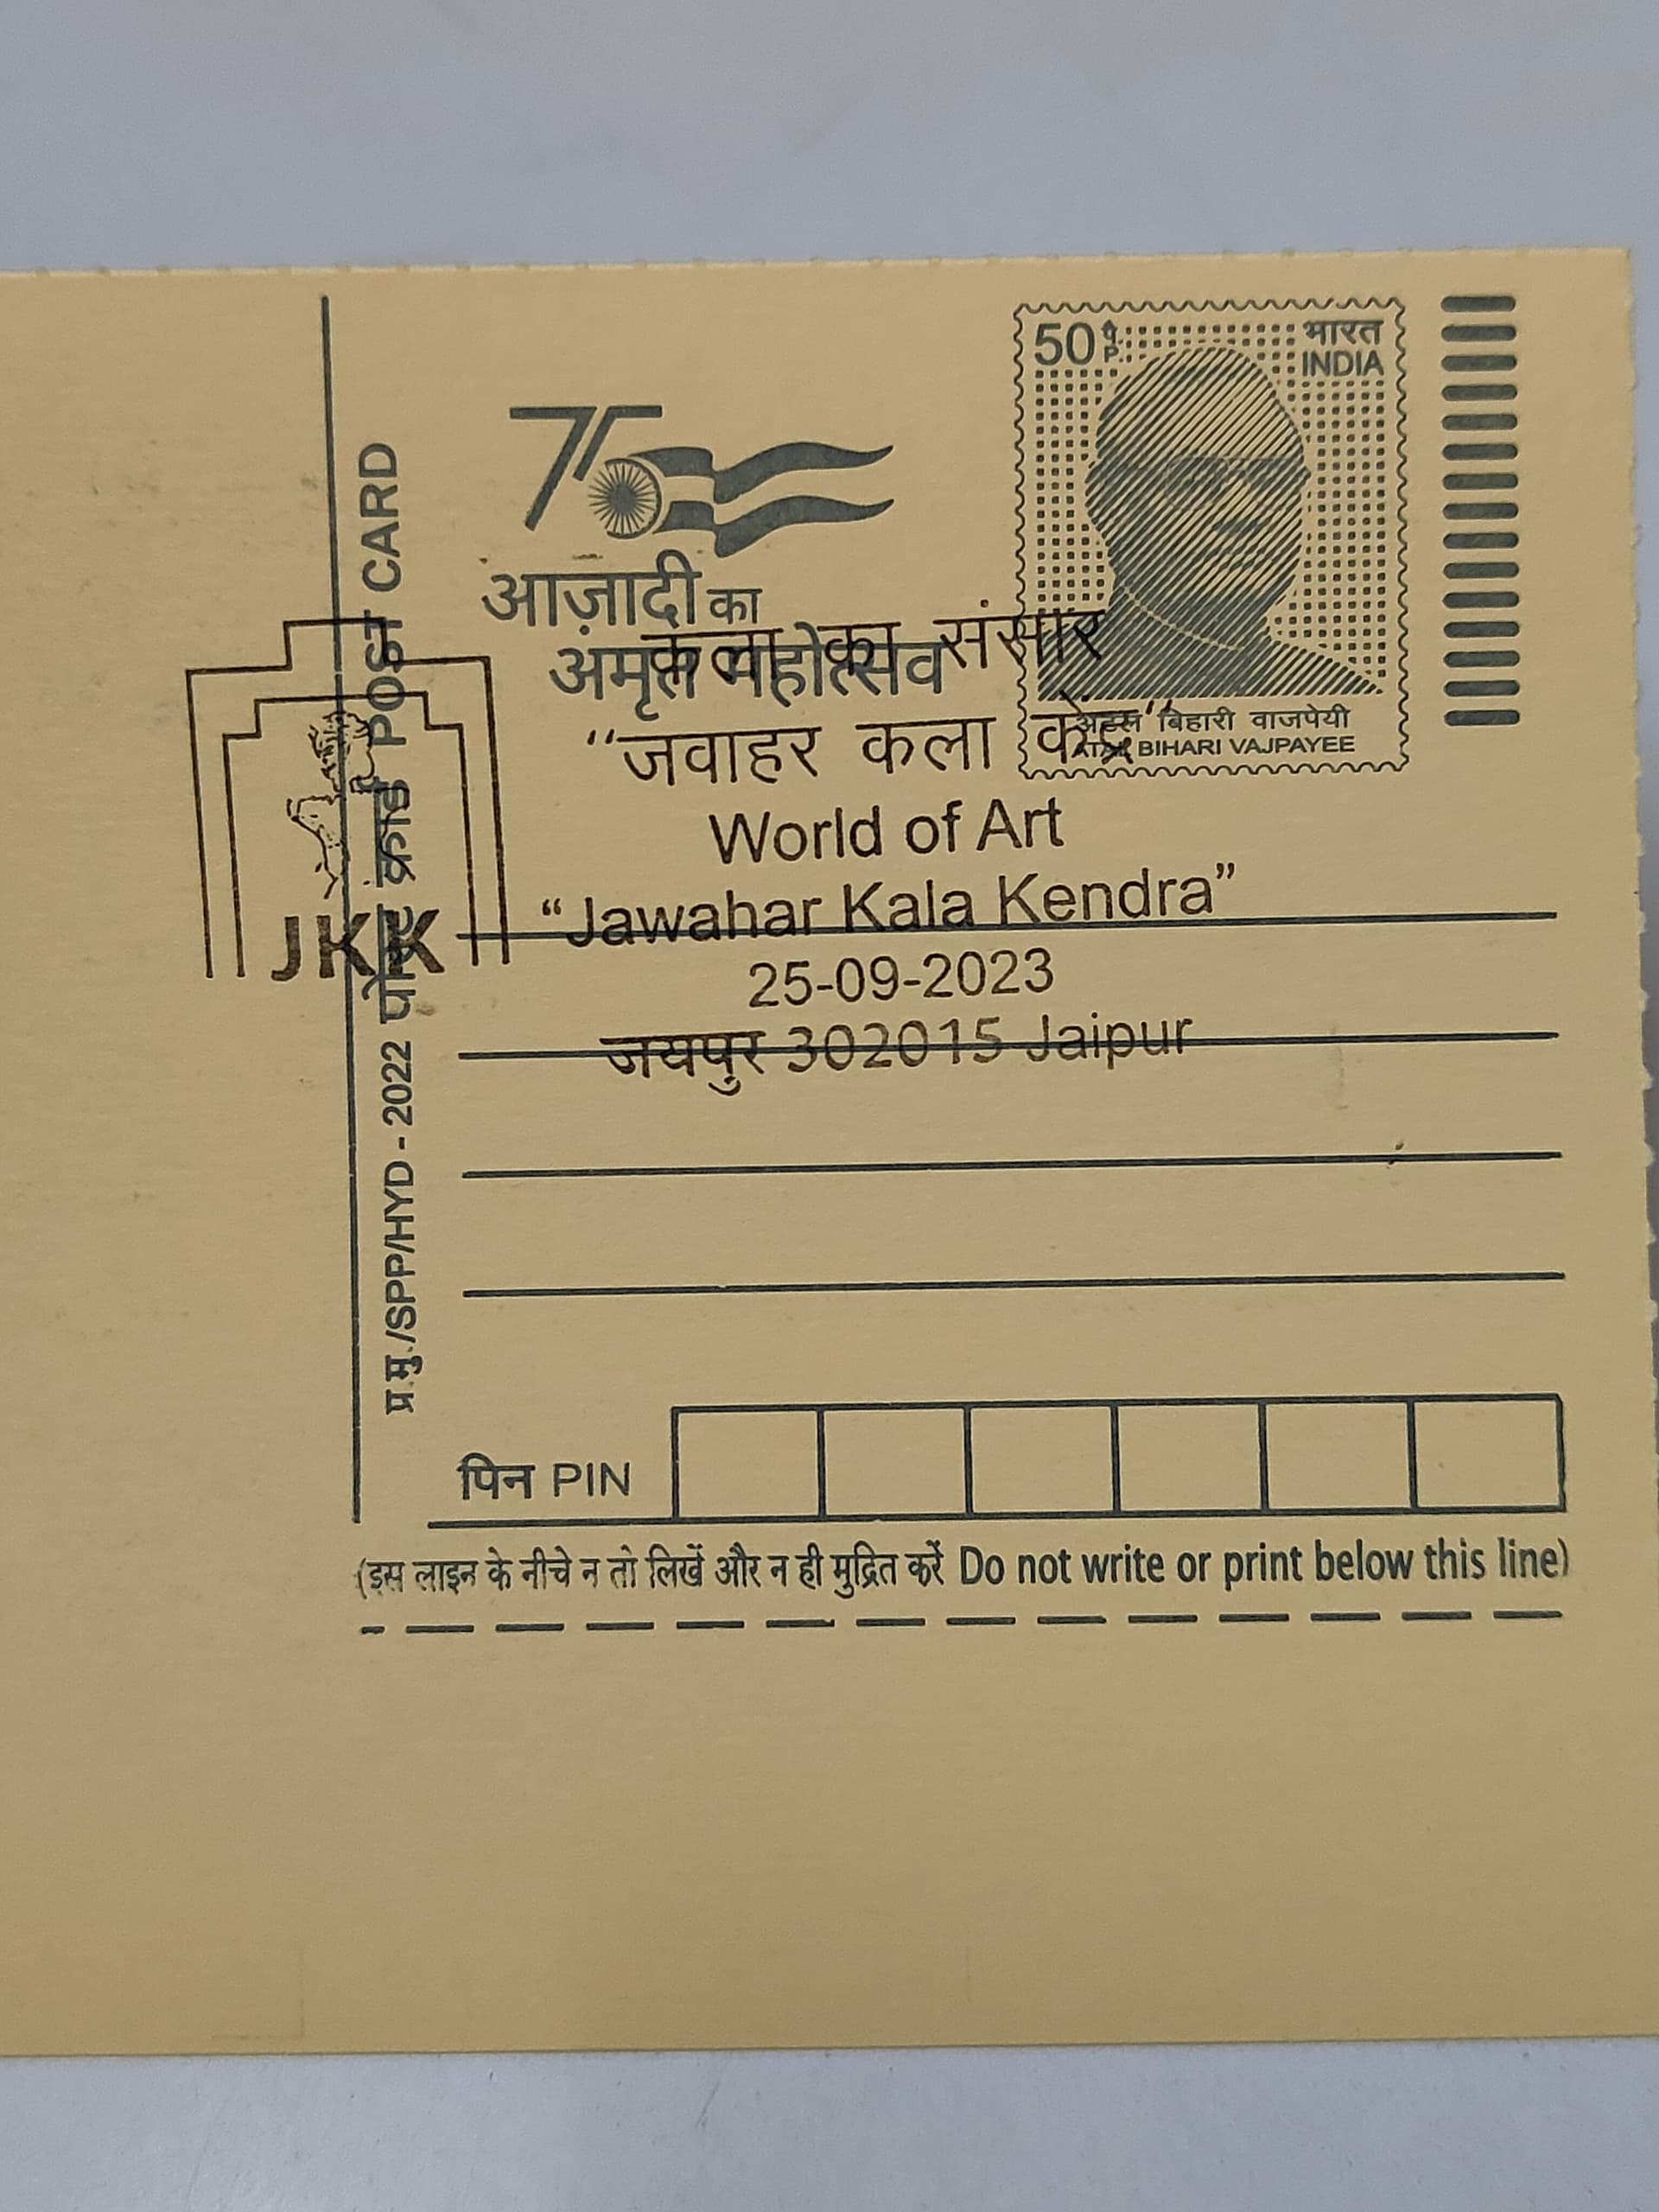 50 पै. P.
भारत
INDIA
75
आज़ादी का
अमृत महोत्सव
कला का संसार
अटल बिहारी वाजपेयी
ATAL BIHARI VAJPAYEE
“जवाहर कला केंद्र”
World of Art
“Jawahar Kala Kendra”
25-09-2023
जयपुर 302015 Jaipur
JKK
प्र.मु./SPP/HYD - 2022 पोस्ट कार्ड POST CARD
पिन PIN
(इस लाइन के नीचे न तो लिखें और न ही मुद्रित करें Do not write or print below this line)